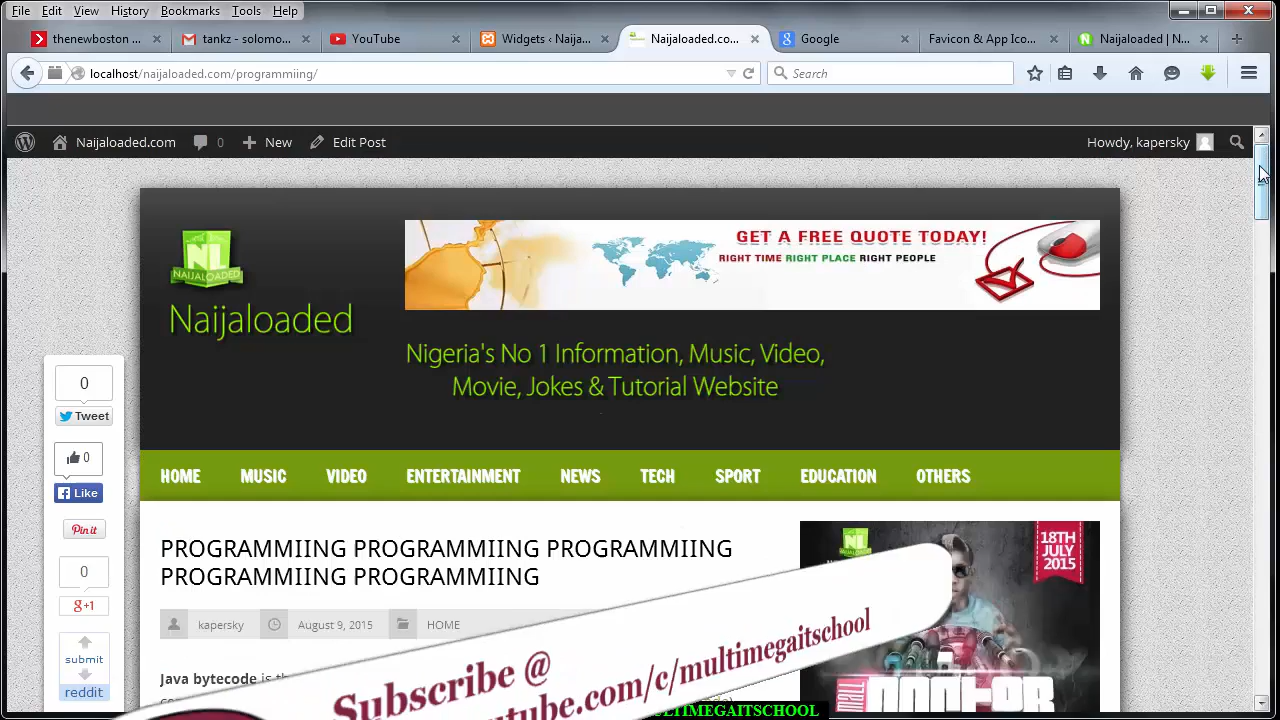 File Edit View History Bookmarks Tools Help
thenewboston ... tankz - solomo... YouTube Widgets ‹ Naija... Naijaloaded.co... Google Favicon & App Ico... Naijaloaded | N...
localhost/naijaloaded.com/programmiing/ Search
Naijaloaded.com 0 New Edit Post Howdy, kapersky
GET A FREE QUOTE TODAY!
RIGHT TIME RIGHT PLACE RIGHT PEOPLE
NL
NAIJALOADED
Naijaloaded
Nigeria's No 1 Information, Music, Video,
Movie, Jokes & Tutorial Website
0
Tweet
0
Like
Pin it
0
g+1
submit
reddit
HOME MUSIC VIDEO ENTERTAINMENT NEWS TECH SPORT EDUCATION OTHERS
PROGRAMMIING PROGRAMMIING PROGRAMMIING
PROGRAMMIING PROGRAMMIING
kapersky August 9, 2015 HOME
Java bytecode is
18TH
JULY
2015
Subscribe @
utube.com/c/multimegaitschool
ULTIMEGAITSCHOOL